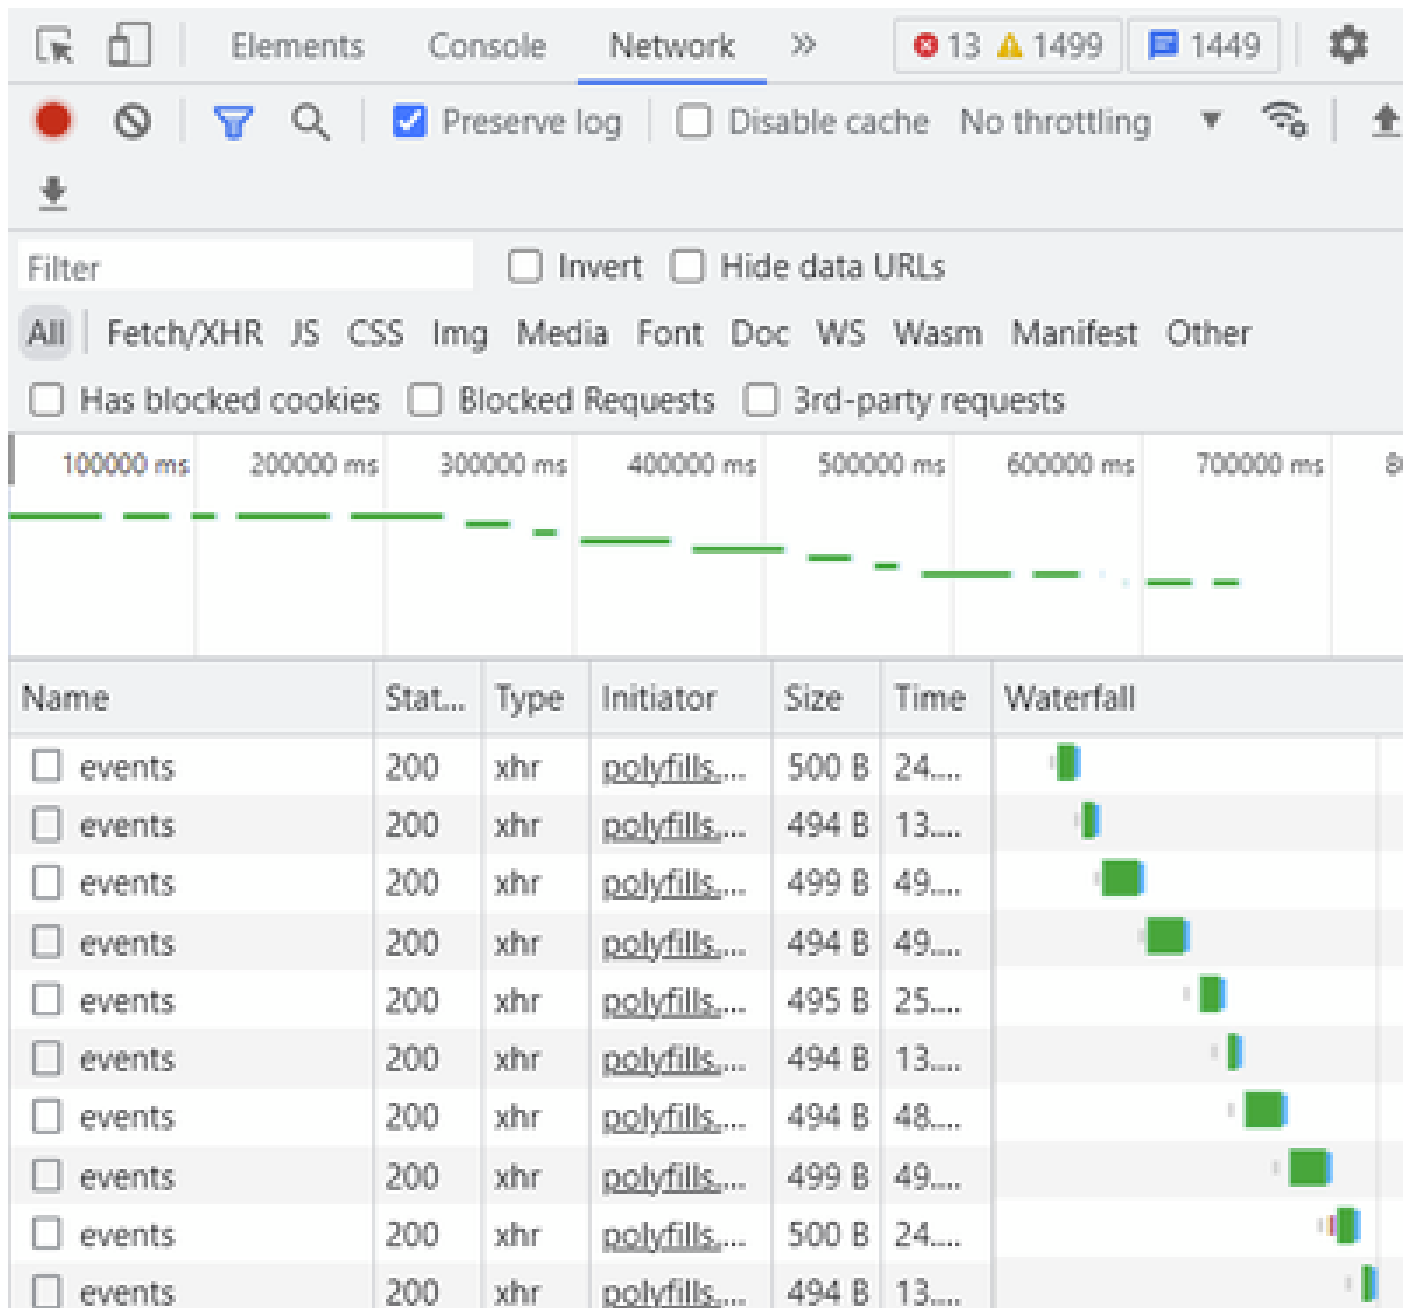 Elements Console Network » 13 1499 1449
Preserve log Disable cache No throttling
Filter Invert Hide data URLs
All Fetch/XHR JS CSS Img Media Font Doc WS Wasm Manifest Other
Has blocked cookies Blocked Requests 3rd-party requests
100000 ms 200000 ms 300000 ms 400000 ms 500000 ms 600000 ms 700000 ms
Name Stat... Type Initiator Size Time Waterfall
events 200 xhr polyfills.... 500 B 24....
events 200 xhr polyfills.... 494 B 13....
events 200 xhr polyfills.... 499 B 49....
events 200 xhr polyfills.... 494 B 49....
events 200 xhr polyfills.... 495 B 25....
events 200 xhr polyfills.... 494 B 13....
events 200 xhr polyfills.... 494 B 48....
events 200 xhr polyfills.... 499 B 49....
events 200 xhr polyfills.... 500 B 24....
events 200 xhr polyfills.... 494 B 13....